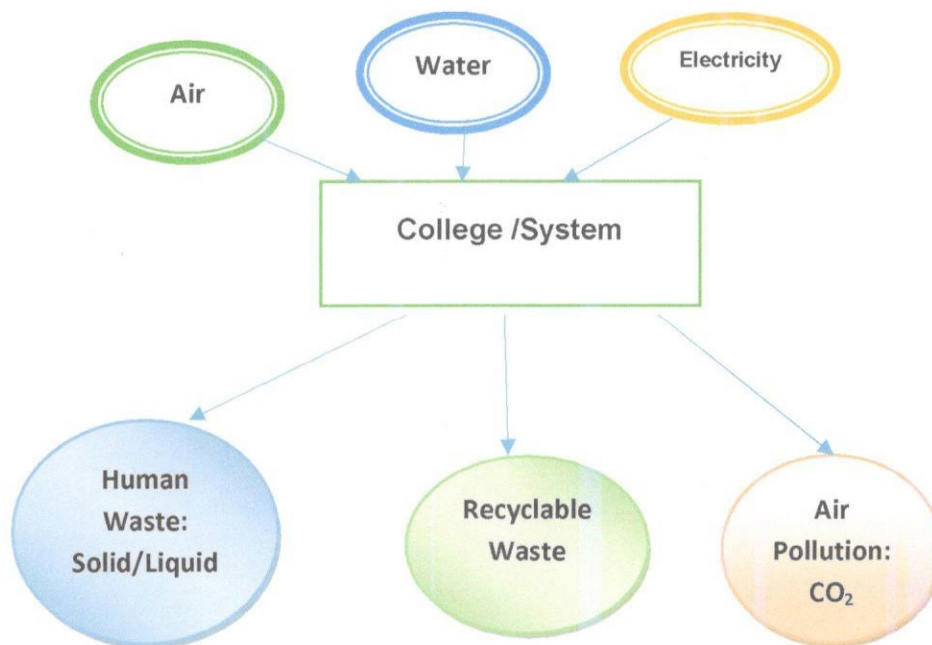 Air
Water
Electricity
College /System
Human
Waste:
Solid/Liquid
Recyclable
Waste
Air
Pollution:
CO₂